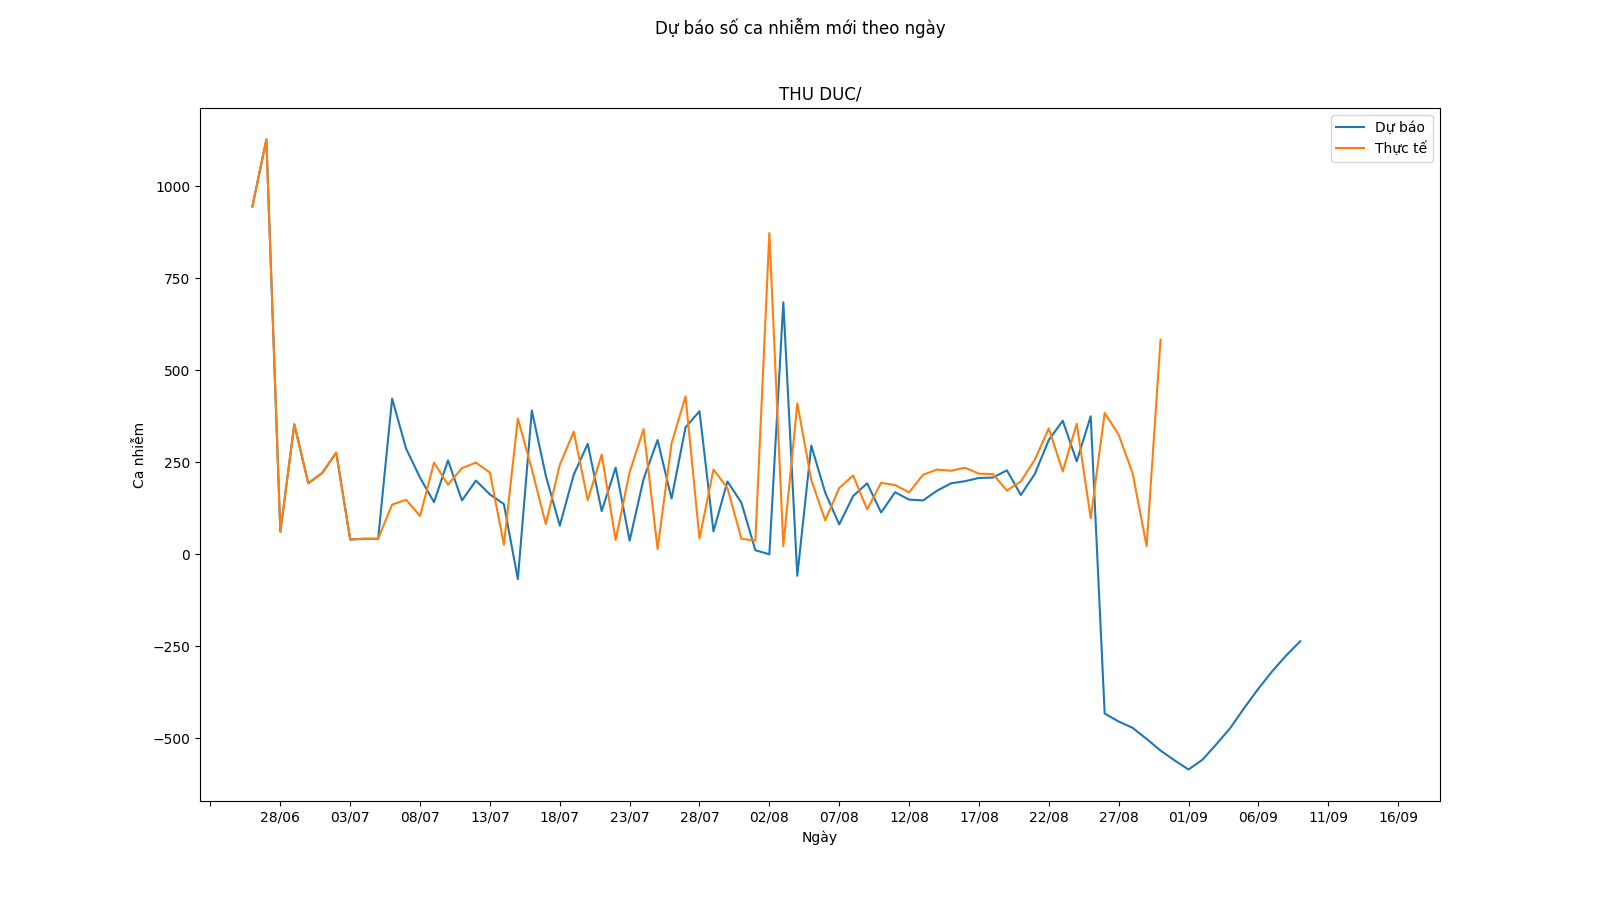 Dự báo số ca nhiễm mới theo ngày
THU DUC/
Dự báo
Thực tế
1000
750
500
250
0
−250
−500
Ca nhiễm
28/06 03/07 08/07 13/07 18/07 23/07 28/07 02/08 07/08 12/08 17/08 22/08 27/08 01/09 06/09 11/09 16/09
Ngày